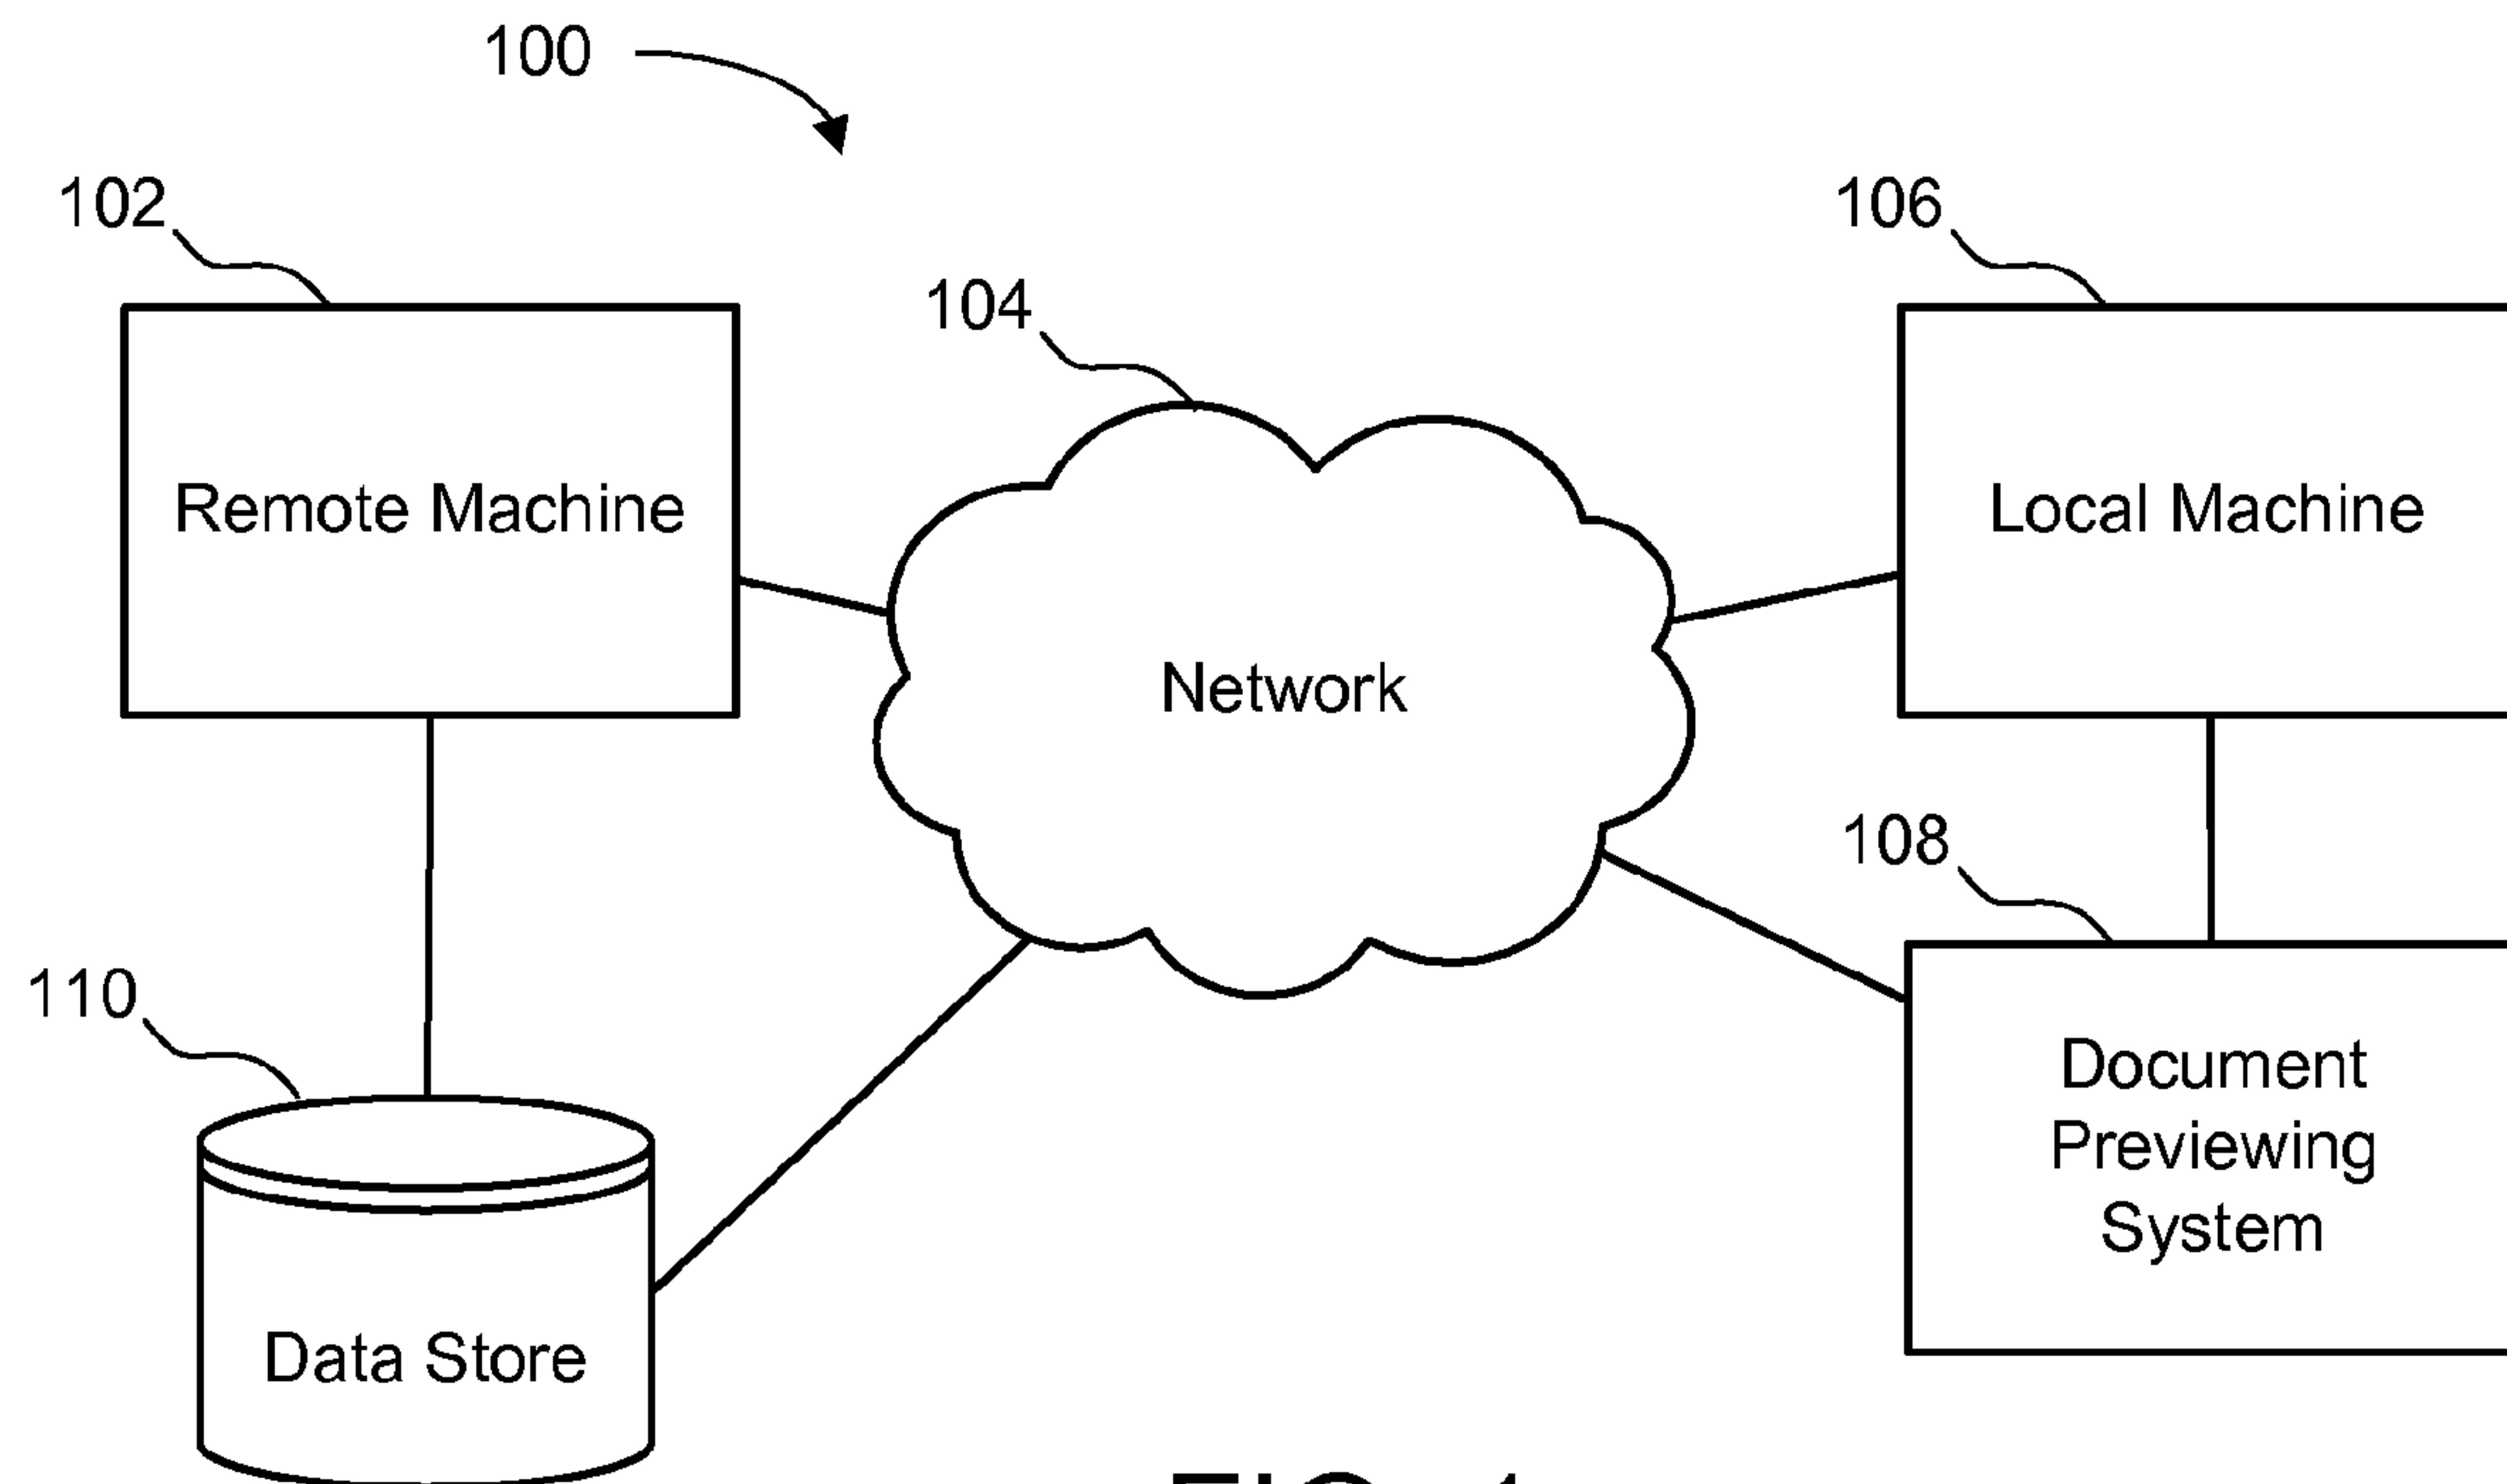 100
102
106
104
Remote Machine
Local Machine
Network
108
110
Document
Previewing
System
Data Store